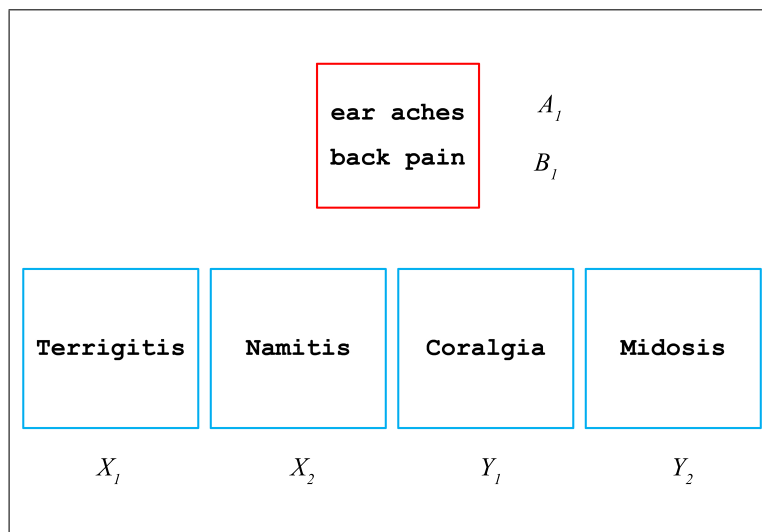 ear aches A₁
back pain B₁
Terrigitis Namitis Coralgia Midosis
X₁ X₂ Y₁ Y₂